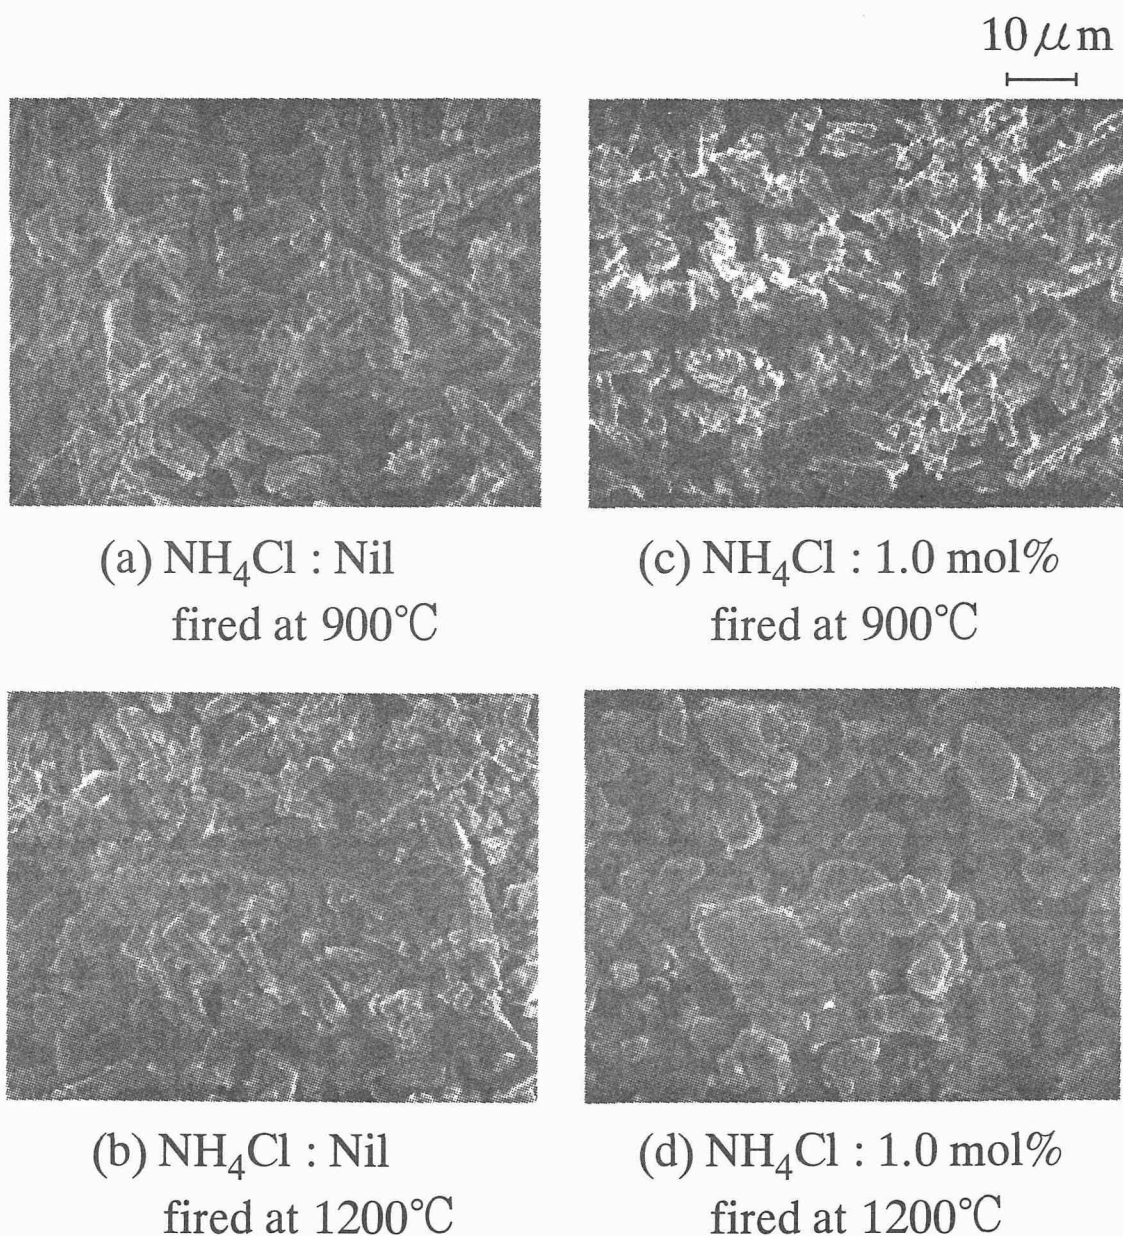 10 μm
(a) NH₄Cl : Nil
fired at 900℃
(c) NH₄Cl : 1.0 mol%
fired at 900℃
(b) NH₄Cl : Nil
fired at 1200℃
(d) NH₄Cl : 1.0 mol%
fired at 1200℃